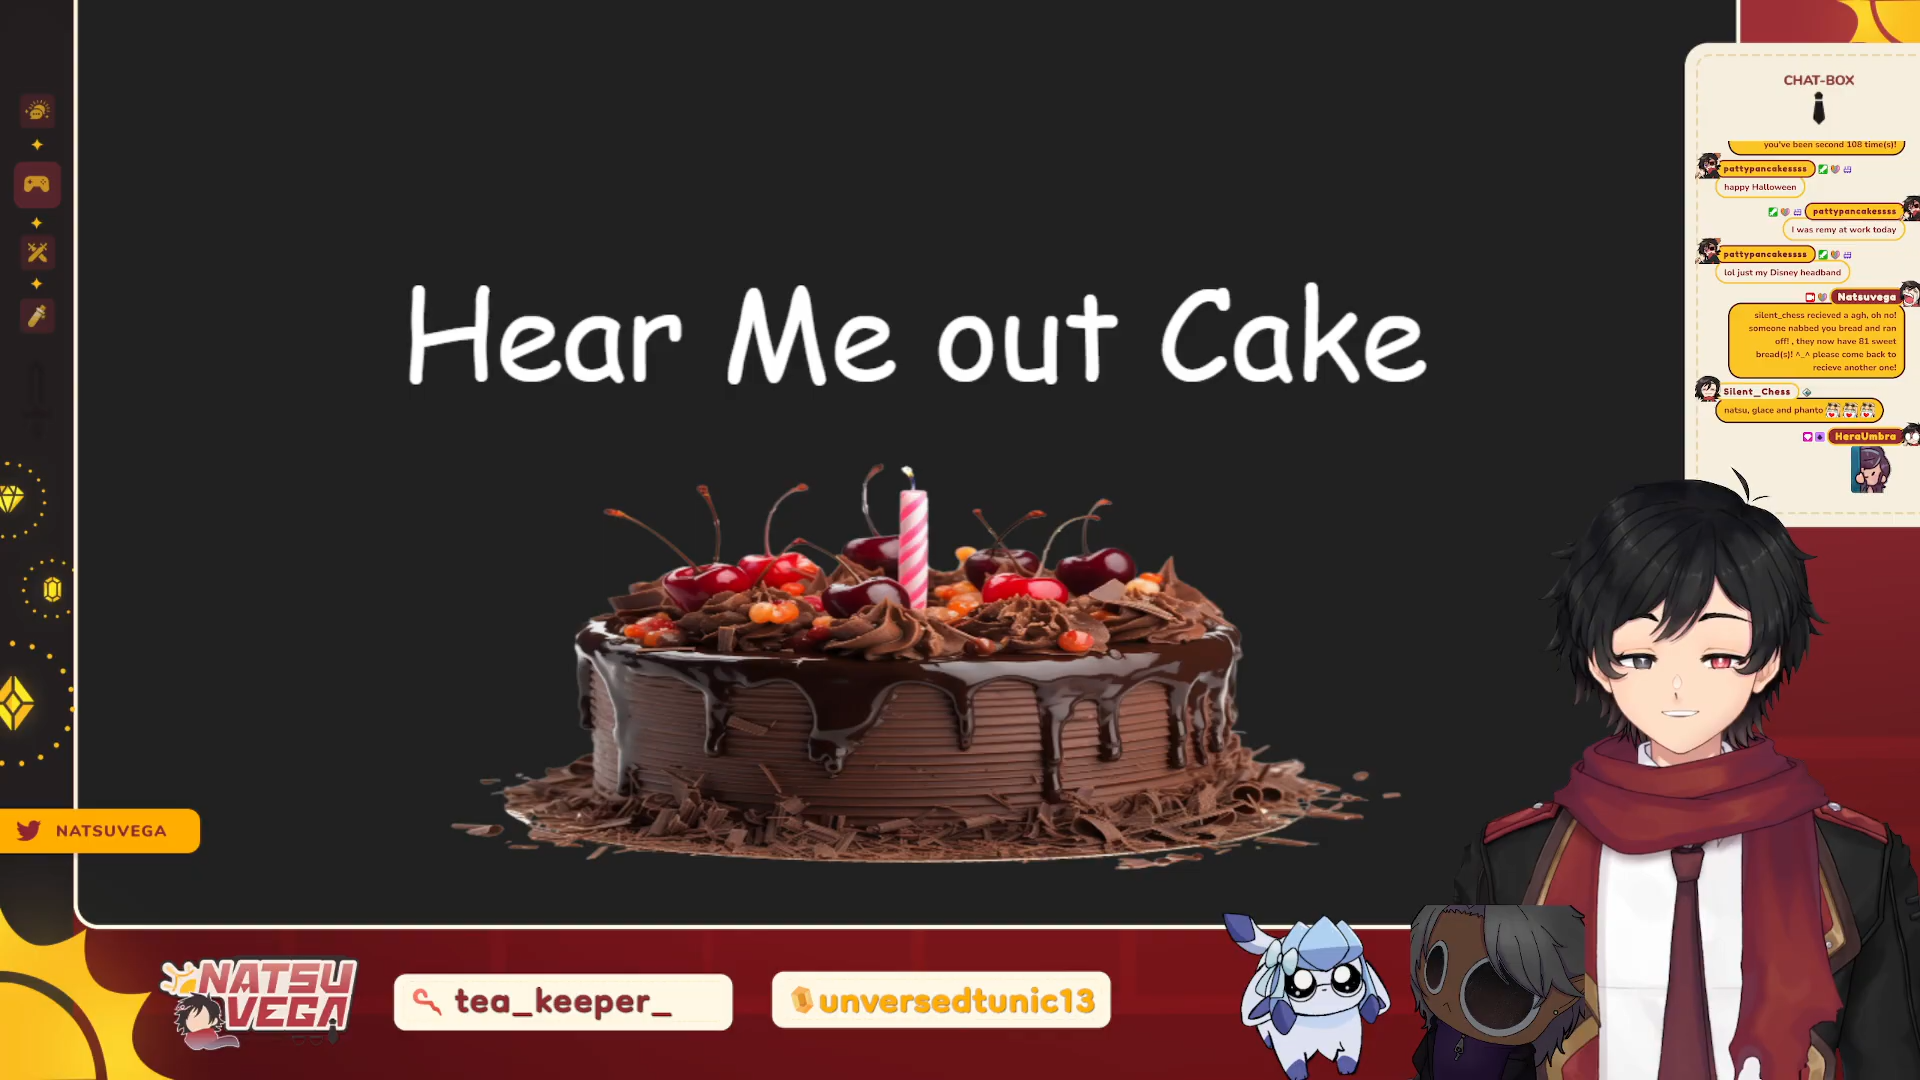 Hear Me out Cake
CHAT-BOX
you've been second 108 time(s)!
pattypancakessss
happy Halloween
pattypancakessss
I was remy at work today
pattypancakessss
lol just my Disney headband
Natsuvega
silent_chess recieved a agh, oh no!
someone nabbed you bread and ran
off! , they now have 81 sweet
bread(s)! ^_^ please come back to
recieve another one!
Silent_Chess
natsu, glace and phanto
HeraUmbra
NATSUVEGA
NATSU
VEGA
tea_keeper_
unversedtunic13